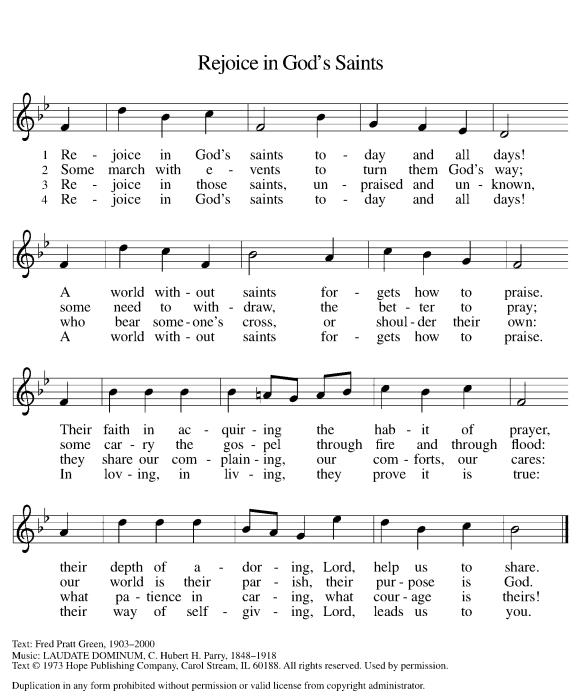 Rejoice in God's Saints
1 Re - joice in God's saints to - day and all days!
2 Some march with e - vents to turn them God's way;
3 Re - joice in those saints, un - praised and un - known,
4 Re - joice in God's saints to - day and all days!
A world with - out saints for - gets how to praise.
some need to with - draw, the bet - ter to pray;
who bear some - one's cross, or shoul - der their own:
A world with - out saints for - gets how to praise.
Their faith in ac - quir - ing the hab - it of prayer,
some car - ry the gos - pel through fire and through flood:
they share our com - plain - ing, our com - forts, our cares:
In lov - ing, in liv - ing, they prove it is true:
their depth of a - dor - ing, Lord, help us to share.
our world is their par - ish, their pur - pose is God.
what pa - tience in car - ing, what cour - age is theirs!
their way of self - giv - ing, Lord, leads us to you.
Text: Fred Pratt Green, 1903–2000
Music: LAUDATE DOMINUM, C. Hubert H. Parry, 1848–1918
Text © 1973 Hope Publishing Company, Carol Stream, IL 60188. All rights reserved. Used by permission.
Duplication in any form prohibited without permission or valid license from copyright administrator.